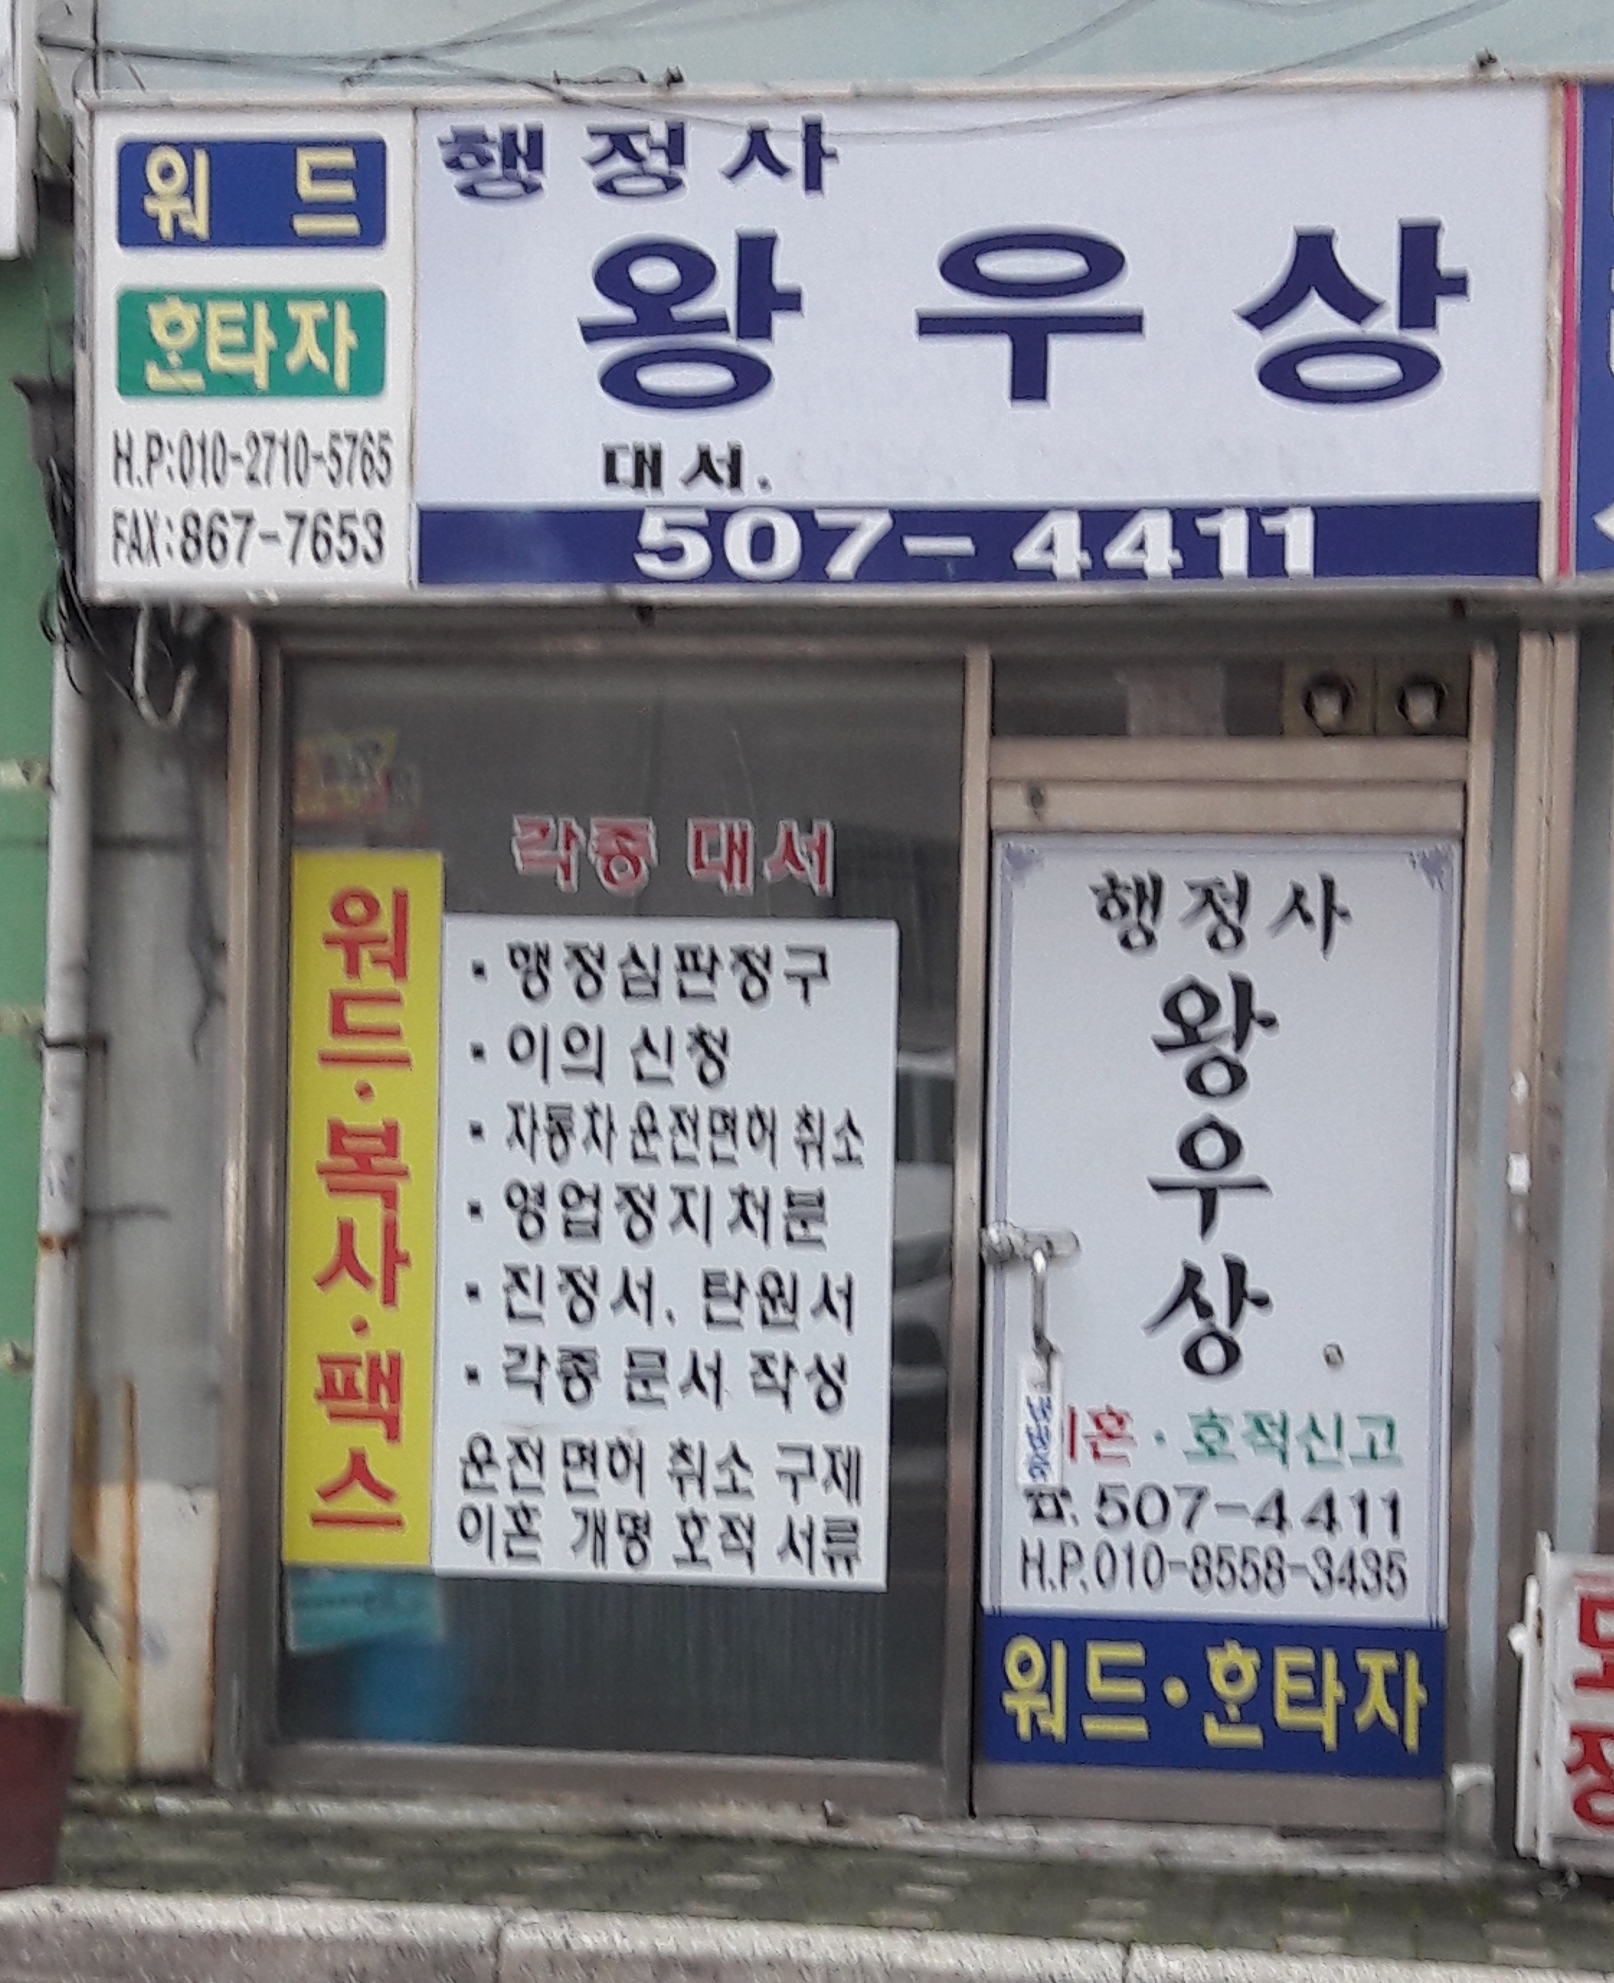 워드
한타자
H.P:010-2710-5765
FAX:867-7653
행정사
왕우상
대서.
507-4411
각종 대서
워드·복사·팩스
· 행정심판청구
· 이의 신청
· 자동차 운전면허 취소
· 영업정지 처분
· 진정서. 탄원서
· 각종 문서 작성
운전면허 취소 구제
이혼 개명 호적 서류
행정사
왕우상
이혼 · 호적신고
☎. 507-4411
H.P.010-8558-3435
워드·한타자